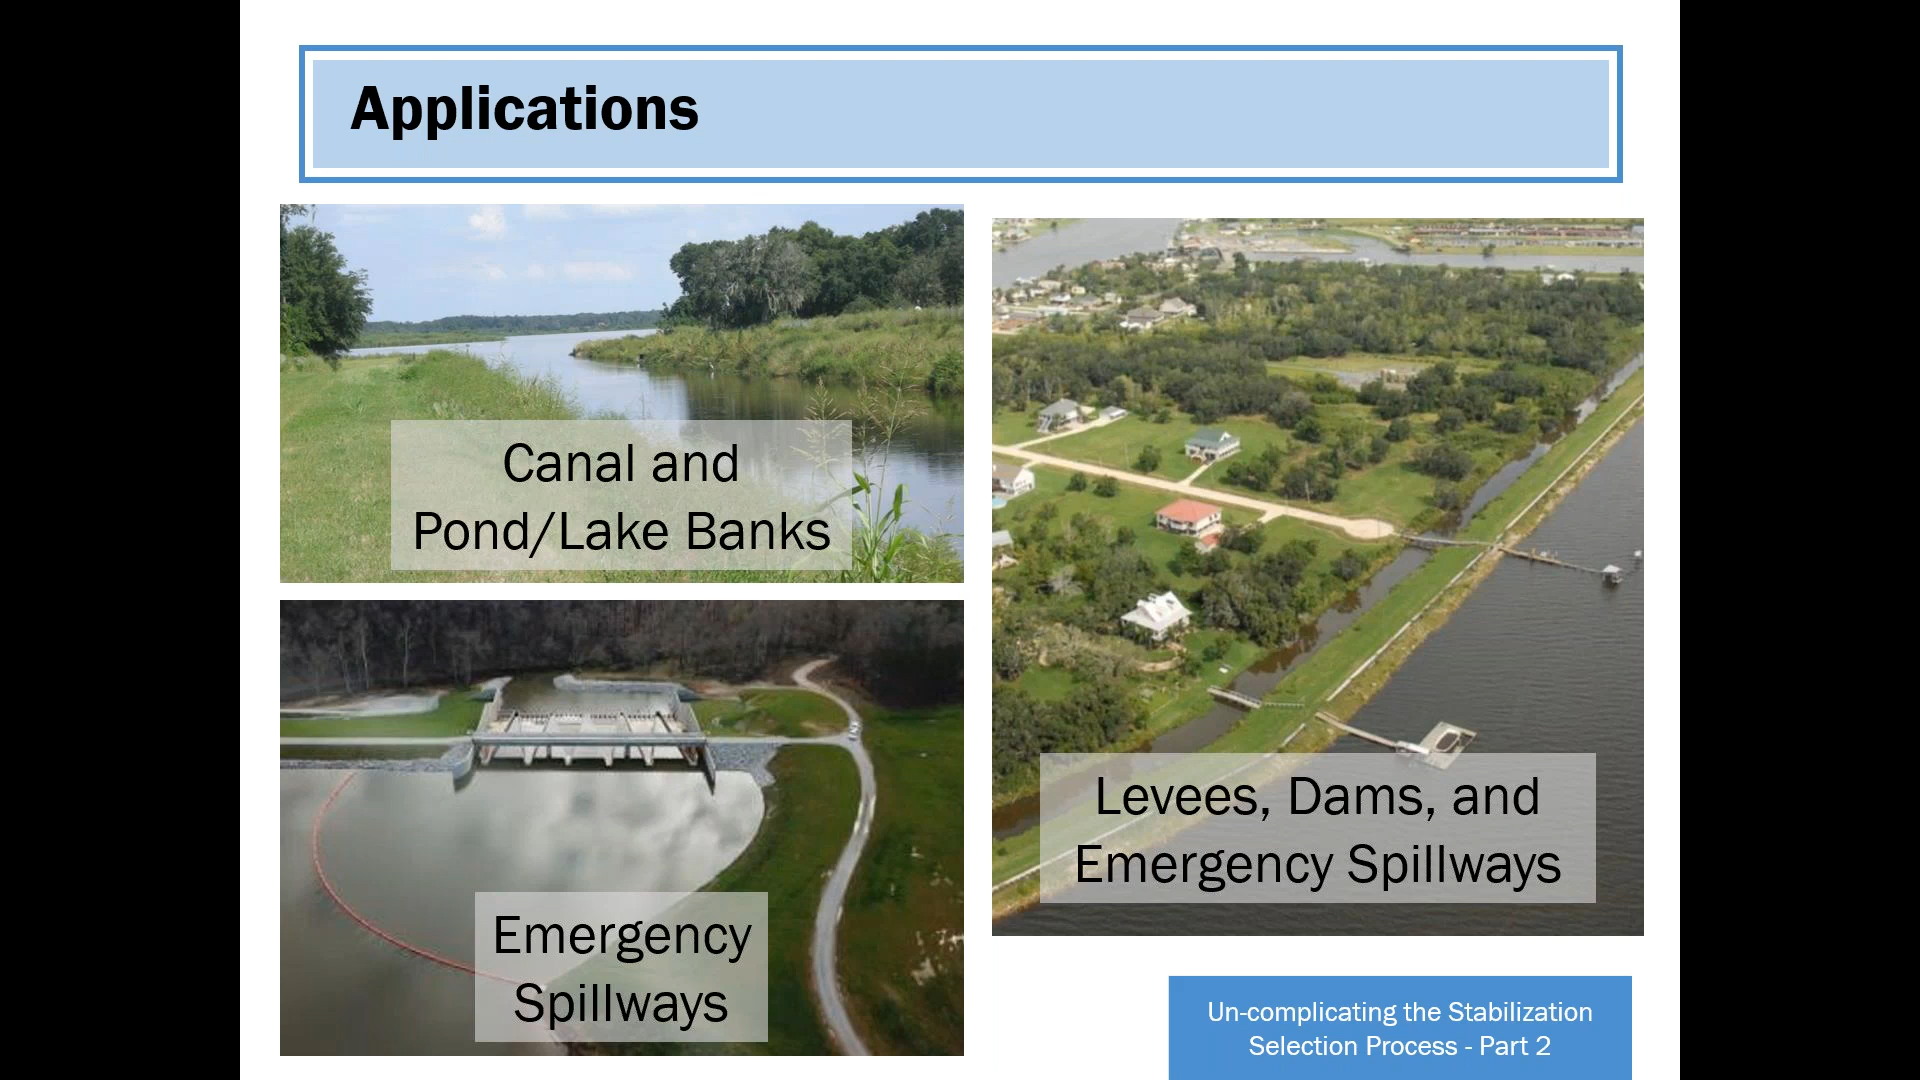 Applications
Canal and
Pond/Lake Banks
Emergency
Spillways
Levees, Dams, and
Emergency Spillways
Un-complicating the Stabilization
Selection Process - Part 2